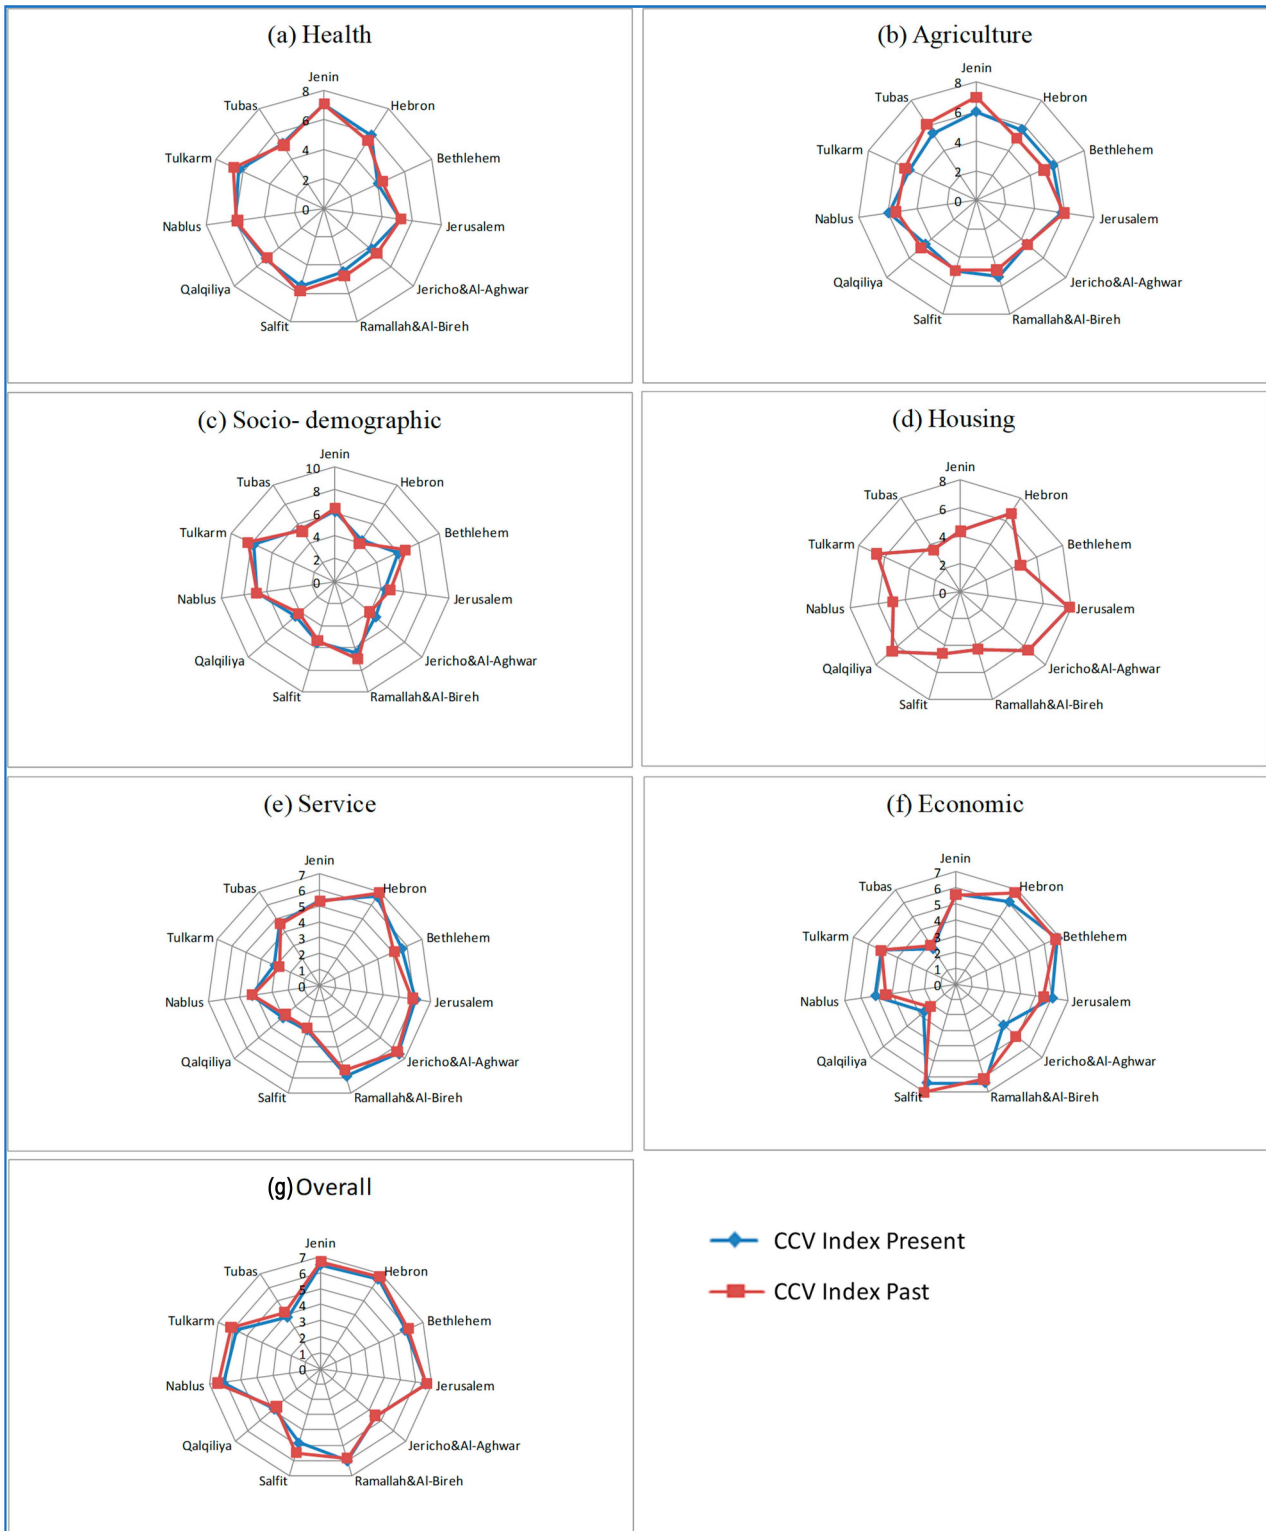 (a) Health
Jenin
8
Hebron
Tubas
6
Tulkarm
4
Bethlehem
2
0
Nablus
Jerusalem
Qalqiliya
Jericho&Al-Aghwar
Salfit
Ramallah&Al-Bireh
(b) Agriculture
Jenin
8
Tubas
Hebron
6
Tulkarm
4
Bethlehem
2
0
Nablus
Jerusalem
Qalqiliya
Jericho&Al-Aghwar
Salfit
Ramallah&Al-Bireh
(c) Socio- demographic
Jenin
10
Tubas
Hebron
8
6
Tulkarm
Bethlehem
4
2
0
Nablus
Jerusalem
Qalqiliya
Jericho&Al-Aghwar
Salfit
Ramallah&Al-Bireh
(d) Housing
Jenin
8
Tubas
Hebron
6
4
Tulkarm
Bethlehem
2
0
Nablus
Jerusalem
Qalqiliya
Jericho&Al-Aghwar
Salfit
Ramallah&Al-Bireh
(e) Service
Jenin
7
Tubas
Hebron
6
5
4
Tulkarm
Bethlehem
3
2
1
0
Nablus
Jerusalem
Qalqiliya
Jericho&Al-Aghwar
Salfit
Ramallah&Al-Bireh
(f) Economic
Jenin
7
Tubas
Hebron
6
5
4
Tulkarm
Bethlehem
3
2
1
0
Nablus
Jerusalem
Qalqiliya
Jericho&Al-Aghwar
Salfit
Ramallah&Al-Bireh
(g) Overall
Jenin
7
Tubas
Hebron
6
5
4
Tulkarm
Bethlehem
3
2
1
0
Nablus
Jerusalem
Qalqiliya
Jericho&Al-Aghwar
Salfit
Ramallah&Al-Bireh
CCV Index Present
CCV Index Past